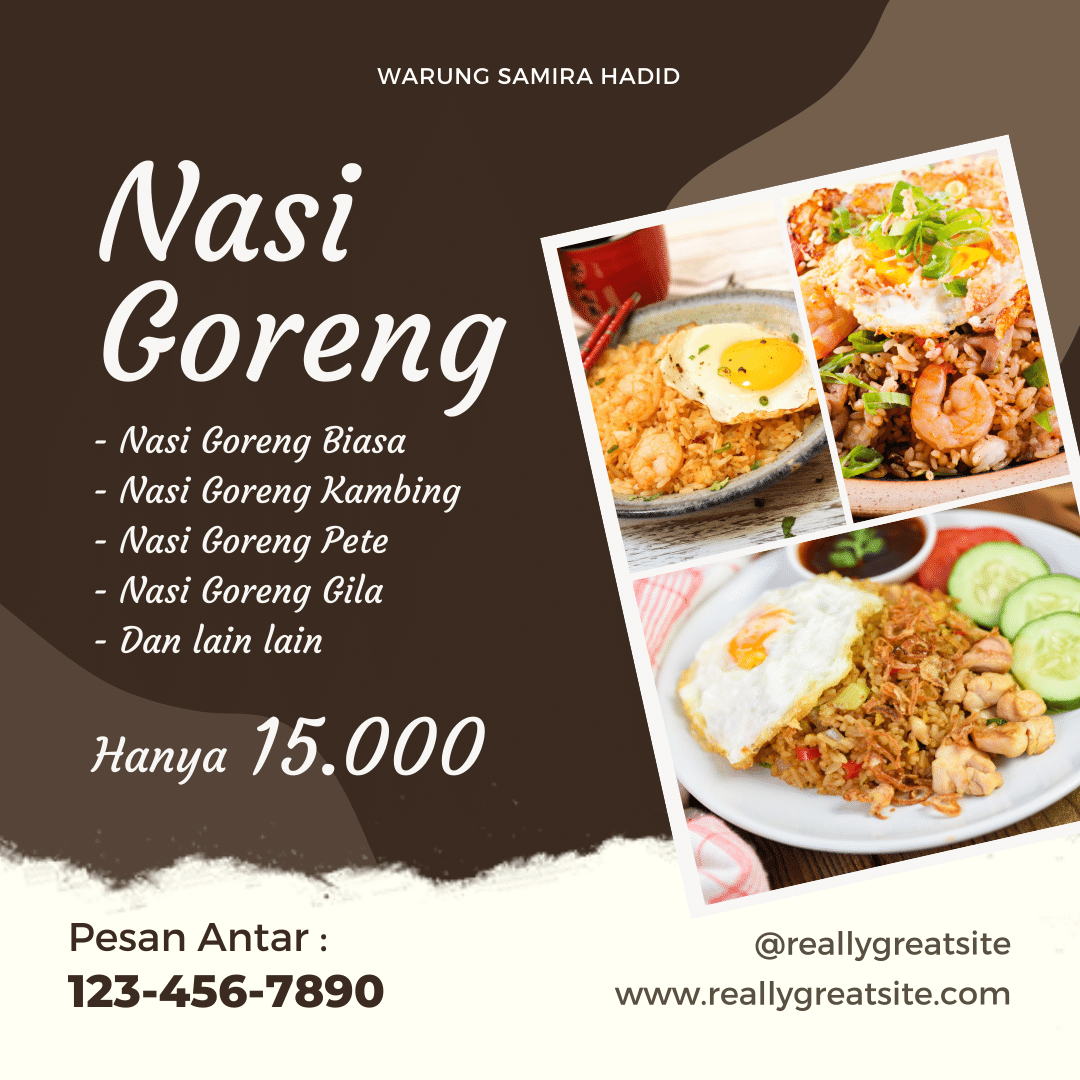 WARUNG SAMIRA HADID
Nasi
Goreng
- Nasi Goreng Biasa
- Nasi Goreng Kambing
- Nasi Goreng Pete
- Nasi Goreng Gila
- Dan lain lain
Hanya 15.000
Pesan Antar :
123-456-7890
@reallygreatsite
www.reallygreatsite.com